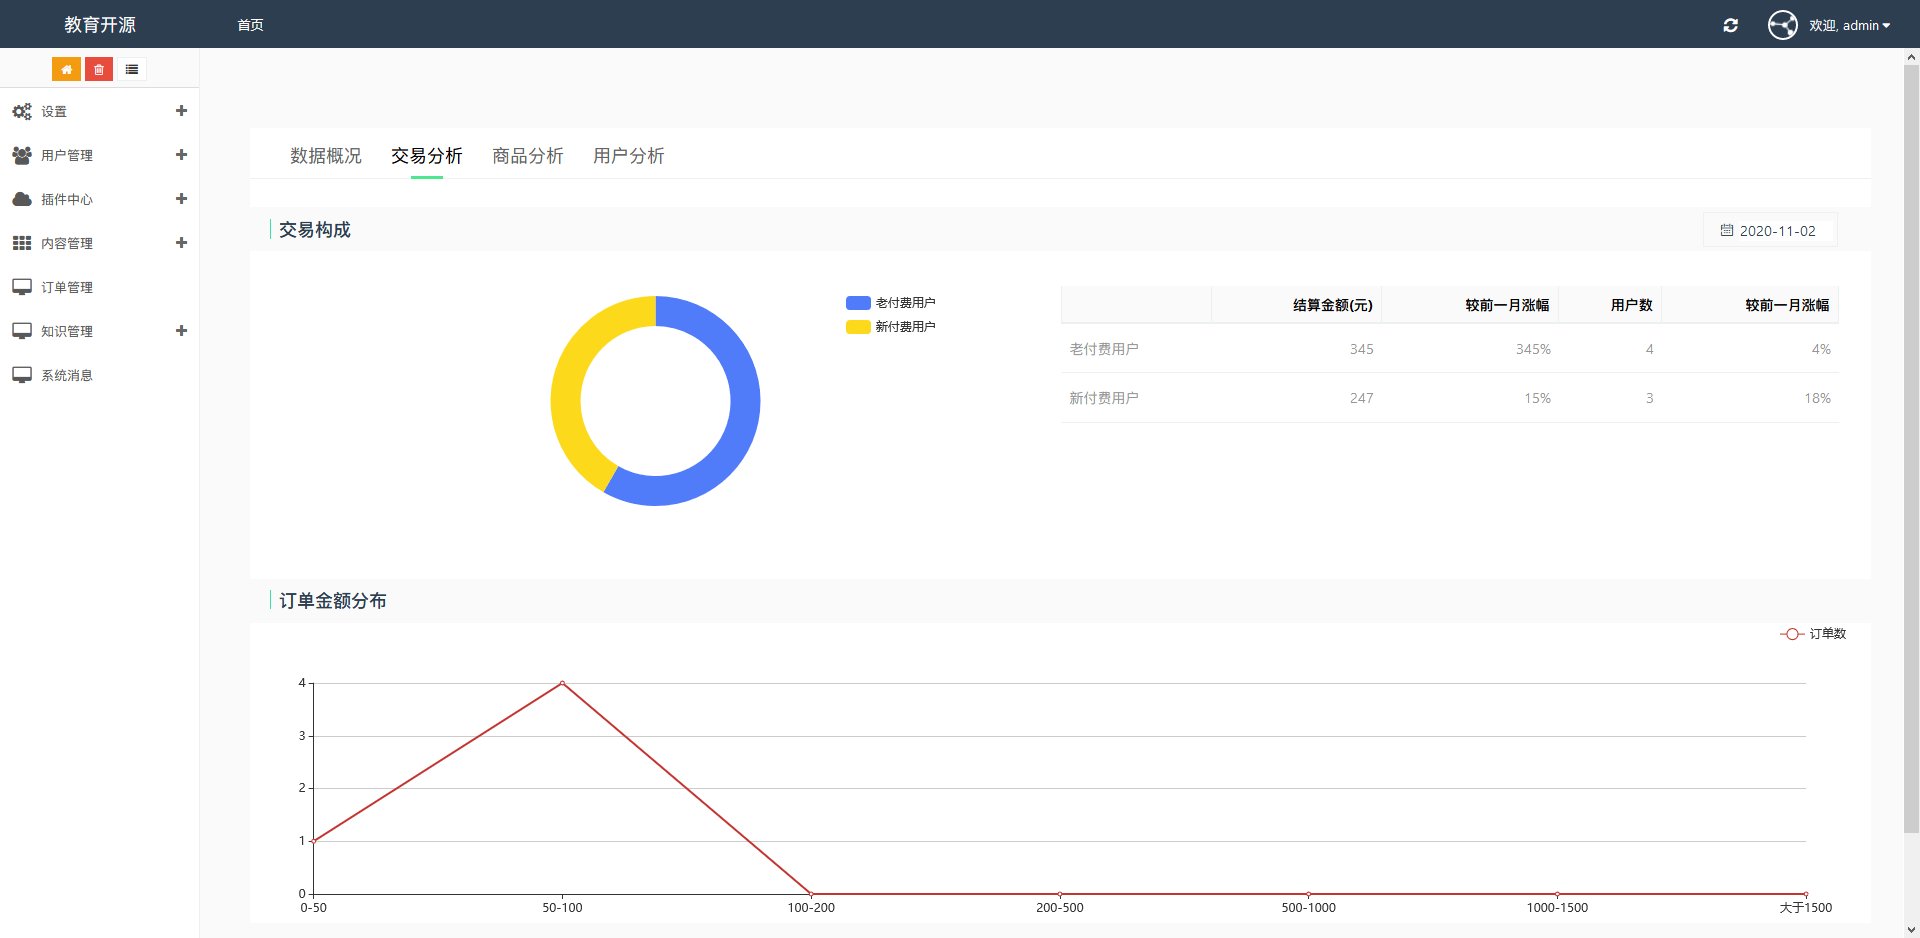 教育开源
首页
欢迎, admin
设置
用户管理
插件中心
内容管理
订单管理
知识管理
系统消息
数据概况 交易分析 商品分析 用户分析
交易构成
2020-11-02
老付费用户
新付费用户
结算金额(元) 较前一月涨幅 用户数 较前一月涨幅
老付费用户 345 345% 4 4%
新付费用户 247 15% 3 18%
订单金额分布
订单数
4
3
2
1
0
0-50 50-100 100-200 200-500 500-1000 1000-1500 大于1500